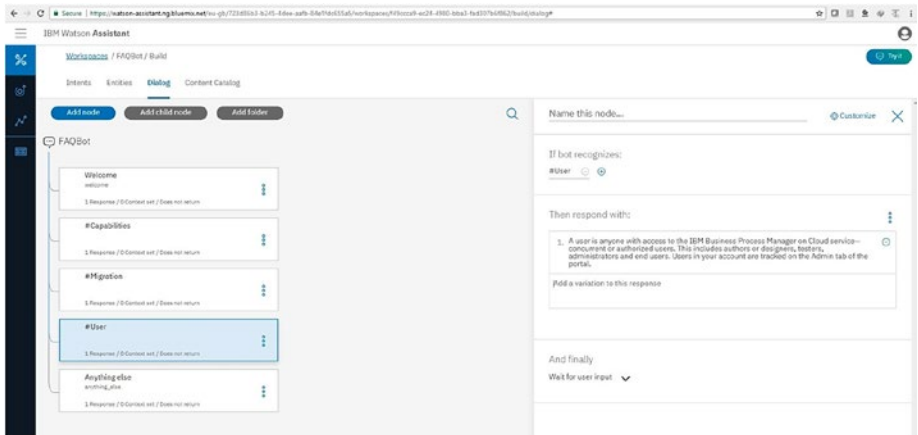 Secure
IBM Watson Assistant
Workspaces / FAQBot / Build
Try it
Intents Entities Dialog Content Catalog
Add node Add child node Add folder
FAQBot
Welcome
welcome
1 Response / 0 Context set / Does not return
#Capabilities
1 Response / 0 Context set / Does not return
#Migration
1 Response / 0 Context set / Does not return
#User
1 Response / 0 Context set / Does not return
Anything else
anything_else
1 Response / 0 Context set / Does not return
Name this node...
Customize
If bot recognizes:
#User
Then respond with:
1. A user is anyone with access to the IBM Business Process Manager on Cloud service—
concurrent or authorized users. This includes authors or designers, testers,
administrators and end users. Users in your account are tracked on the Admin tab of the
portal.
Add a variation to this response
And finally
Wait for user input